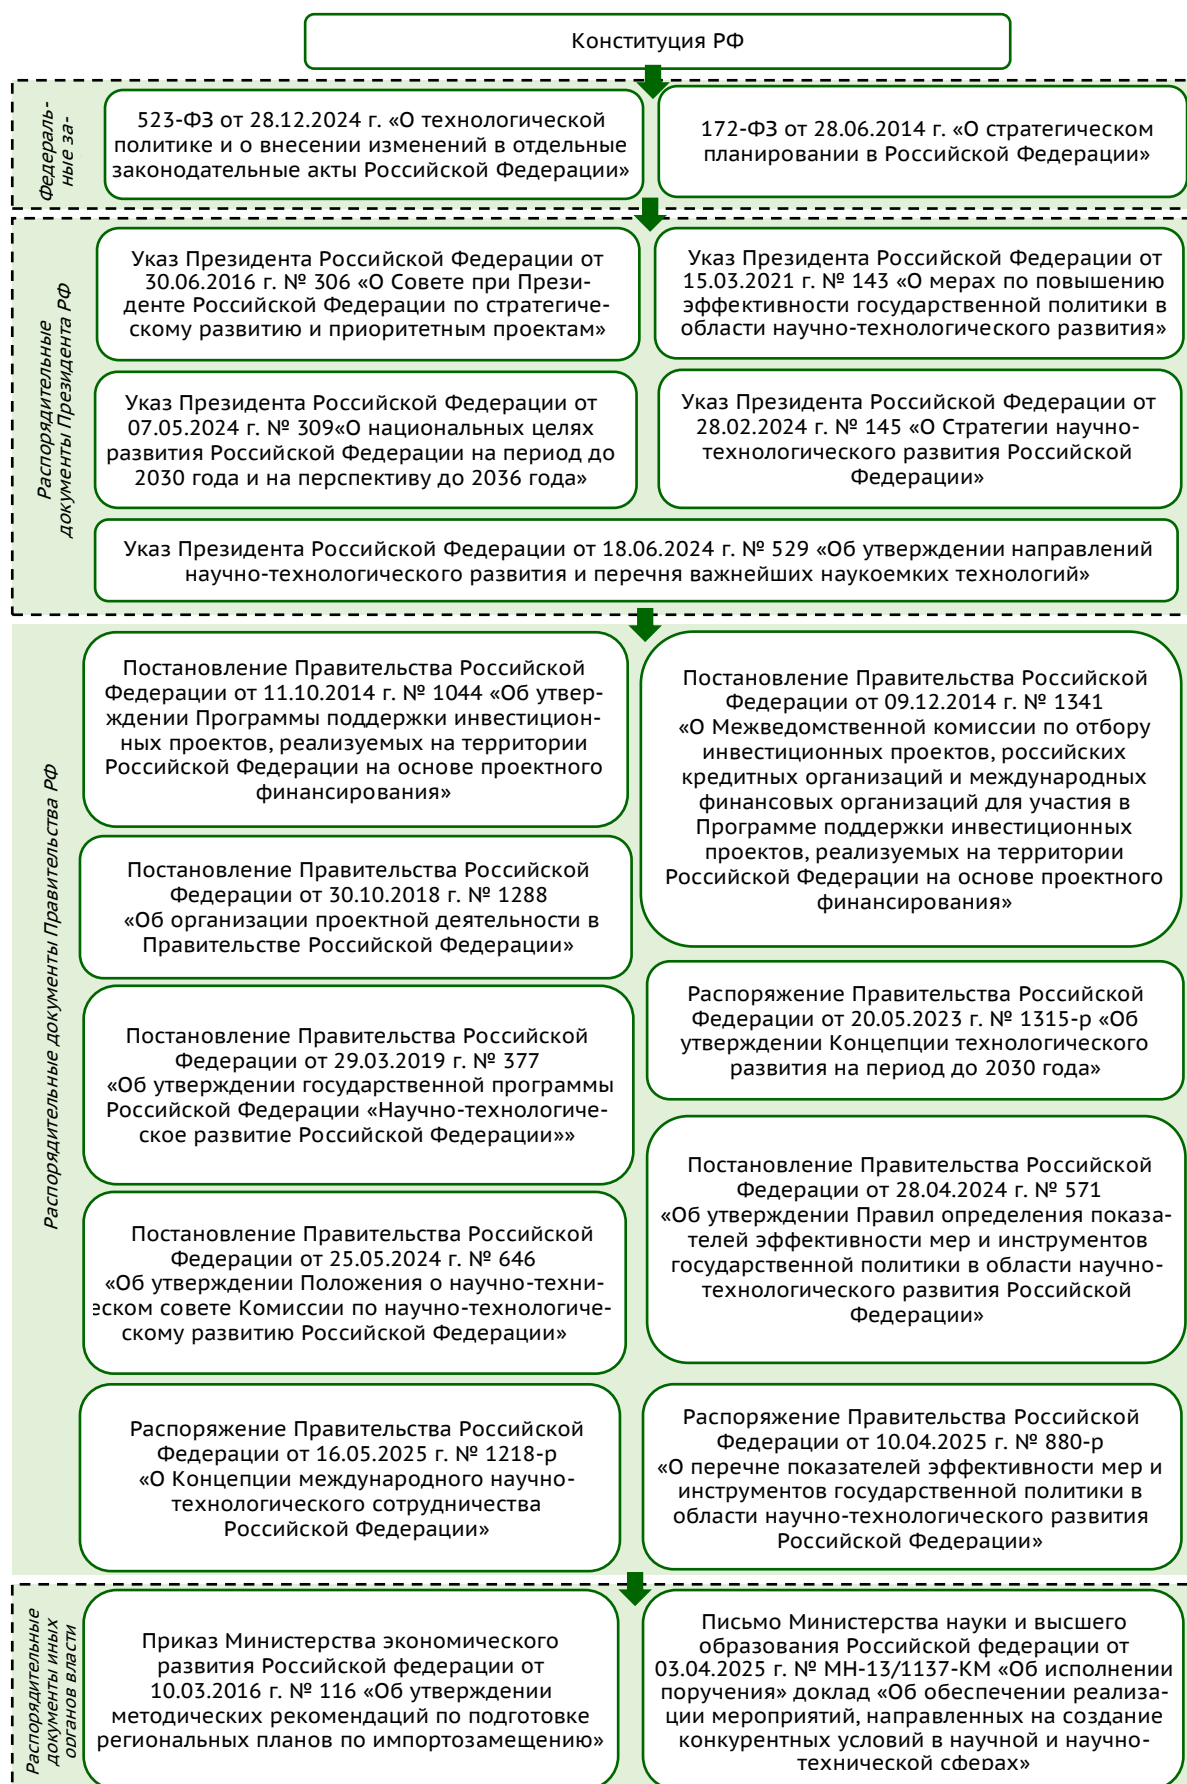 Конституция РФ
Федераль-
ные за-
523-ФЗ от 28.12.2024 г. «О технологической
политике и о внесении изменений в отдельные
законодательные акты Российской Федерации»
172-ФЗ от 28.06.2014 г. «О стратегическом
планировании в Российской Федерации»
Распорядительные
документы Президента РФ
Указ Президента Российской Федерации от
30.06.2016 г. № 306 «О Совете при Прези-
денте Российской Федерации по стратегиче-
скому развитию и приоритетным проектам»
Указ Президента Российской Федерации от
15.03.2021 г. № 143 «О мерах по повышению
эффективности государственной политики в
области научно-технологического развития»
Указ Президента Российской Федерации от
07.05.2024 г. № 309«О национальных целях
развития Российской Федерации на период до
2030 года и на перспективу до 2036 года»
Указ Президента Российской Федерации от
28.02.2024 г. № 145 «О Стратегии научно-
технологического развития Российской
Федерации»
Указ Президента Российской Федерации от 18.06.2024 г. № 529 «Об утверждении направлений
научно-технологического развития и перечня важнейших наукоемких технологий»
Распорядительные документы Правительства РФ
Постановление Правительства Российской
Федерации от 11.10.2014 г. № 1044 «Об утвер-
ждении Программы поддержки инвестицион-
ных проектов, реализуемых на территории
Российской Федерации на основе проектного
финансирования»
Постановление Правительства Российской
Федерации от 09.12.2014 г. № 1341
«О Межведомственной комиссии по отбору
инвестиционных проектов, российских
кредитных организаций и международных
финансовых организаций для участия в
Программе поддержки инвестиционных
проектов, реализуемых на территории
Российской Федерации на основе проектного
финансирования»
Постановление Правительства Российской
Федерации от 30.10.2018 г. № 1288
«Об организации проектной деятельности в
Правительстве Российской Федерации»
Распоряжение Правительства Российской
Федерации от 20.05.2023 г. № 1315-р «Об
утверждении Концепции технологического
развития на период до 2030 года»
Постановление Правительства Российской
Федерации от 29.03.2019 г. № 377
«Об утверждении государственной программы
Российской Федерации «Научно-технологиче-
ское развитие Российской Федерации»»
Постановление Правительства Российской
Федерации от 28.04.2024 г. № 571
«Об утверждении Правил определения показа-
телей эффективности мер и инструментов
государственной политики в области научно-
технологического развития Российской
Федерации»
Постановление Правительства Российской
Федерации от 25.05.2024 г. № 646
«Об утверждении Положения о научно-техни-
еском совете Комиссии по научно-технологиче-
скому развитию Российской Федерации»
Распоряжение Правительства Российской
Федерации от 16.05.2025 г. № 1218-р
«О Концепции международного научно-
технологического сотрудничества
Российской Федерации»
Распоряжение Правительства Российской
Федерации от 10.04.2025 г. № 880-р
«О перечне показателей эффективности мер и
инструментов государственной политики в
области научно-технологического развития
Российской Федерации»
Распорядительные
документы иных
органов власти
Приказ Министерства экономического
развития Российской федерации от
10.03.2016 г. № 116 «Об утверждении
методических рекомендаций по подготовке
региональных планов по импортозамещению»
Письмо Министерства науки и высшего
образования Российской федерации от
03.04.2025 г. № МН-13/1137-КМ «Об исполнении
поручения» доклад «Об обеспечении реализа-
ции мероприятий, направленных на создание
конкурентных условий в научной и научно-
технической сферах»